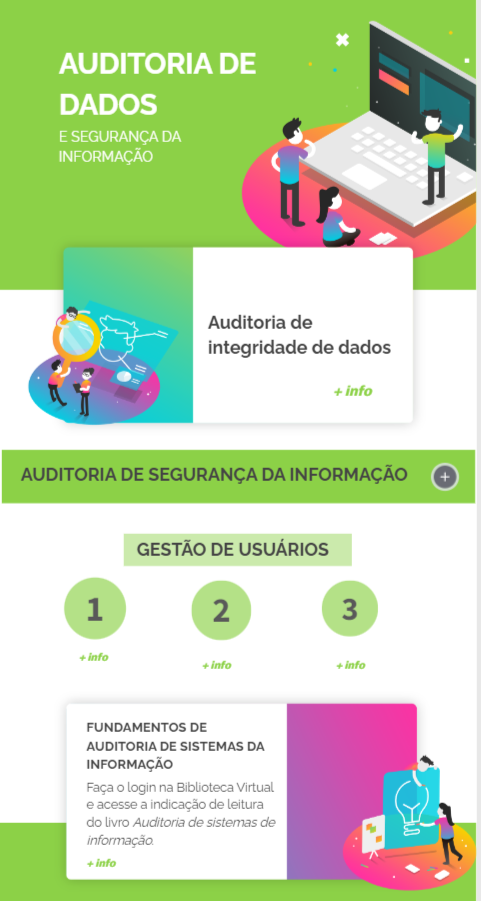 AUDITORIA DE
DADOS
E SEGURANÇA DA
INFORMAÇÃO
Auditoria de
integridade de dados
+ info
AUDITORIA DE SEGURANÇA DA INFORMAÇÃO
+
GESTÃO DE USUÁRIOS
1 2 3
+ info
+ info
+ info
FUNDAMENTOS DE
AUDITORIA DE SISTEMAS DA
INFORMAÇÃO
Faça o login na Biblioteca Virtual
e acesse a indicação de leitura
do livro Auditoria de sistemas de
informação.
+ info